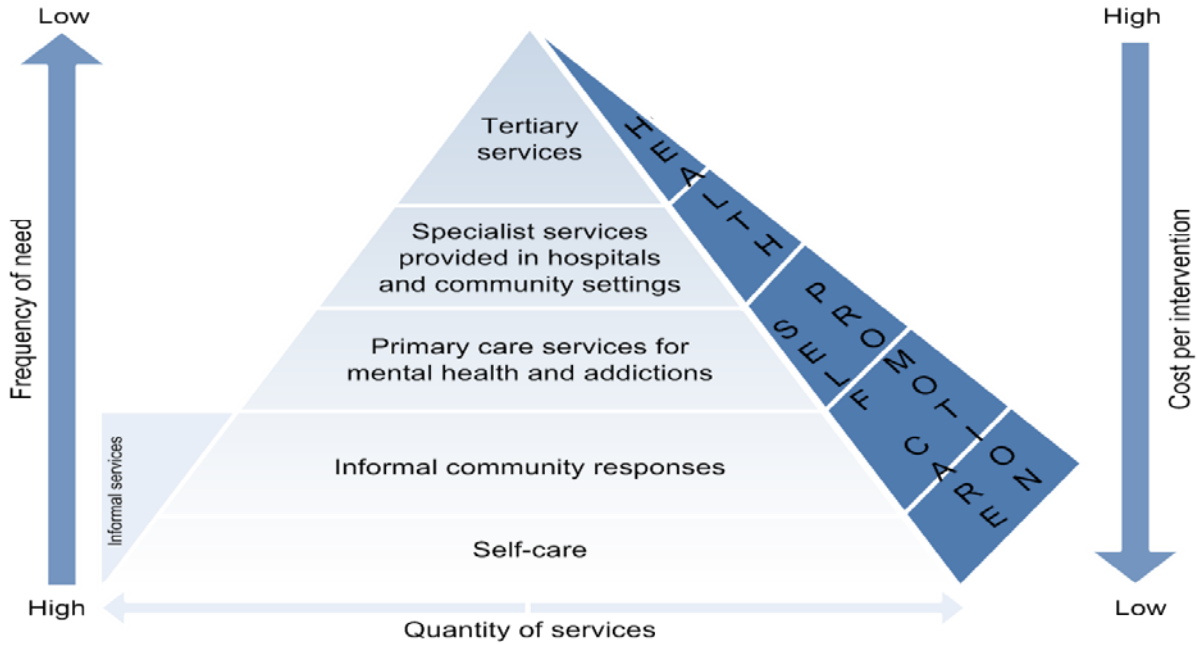 Low
High
Tertiary
services
HEALTH PROMOTION
SELF CARE
Specialist services
provided in hospitals
and community settings
Frequency of need
Cost per intervention
Primary care services for
mental health and addictions
Informal services
Informal community responses
Self-care
High
Low
Quantity of services